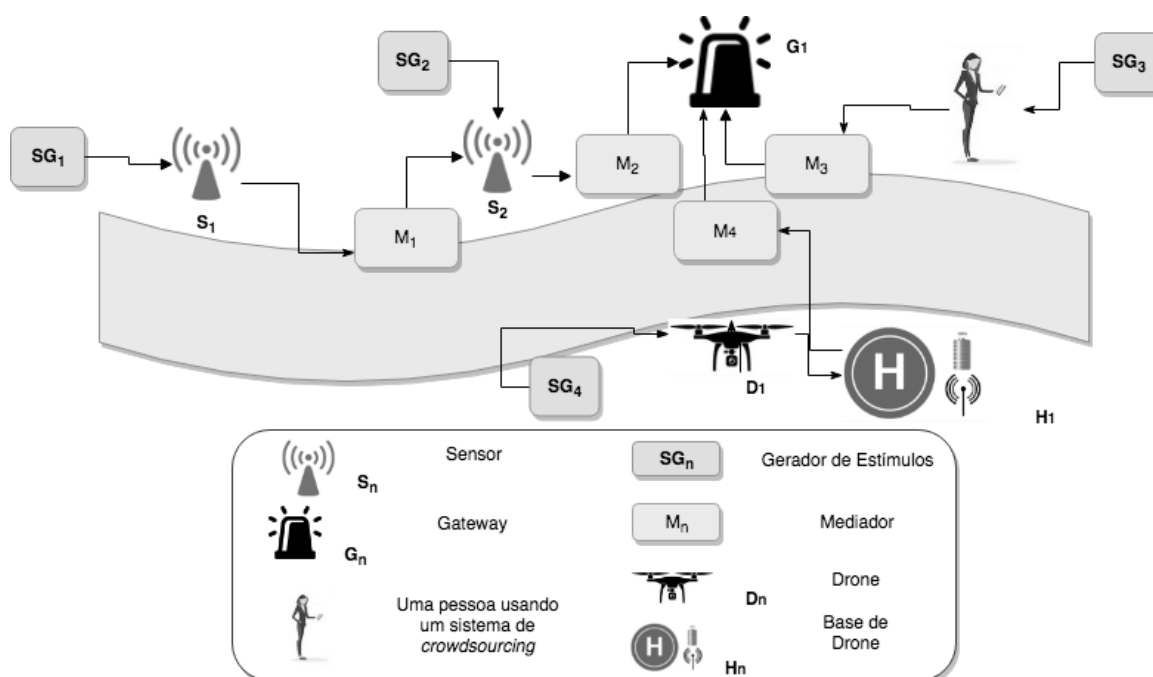 G1
SG2
SG3
SG1
S1
S2
M2
M3
M1
M4
SG4
D1
H
H1
Sn
Sensor
SGn
Gerador de Estímulos
Gn
Gateway
Mn
Mediador
Uma pessoa usando
um sistema de
crowdsourcing
Dn
Drone
H
Hn
Base de
Drone